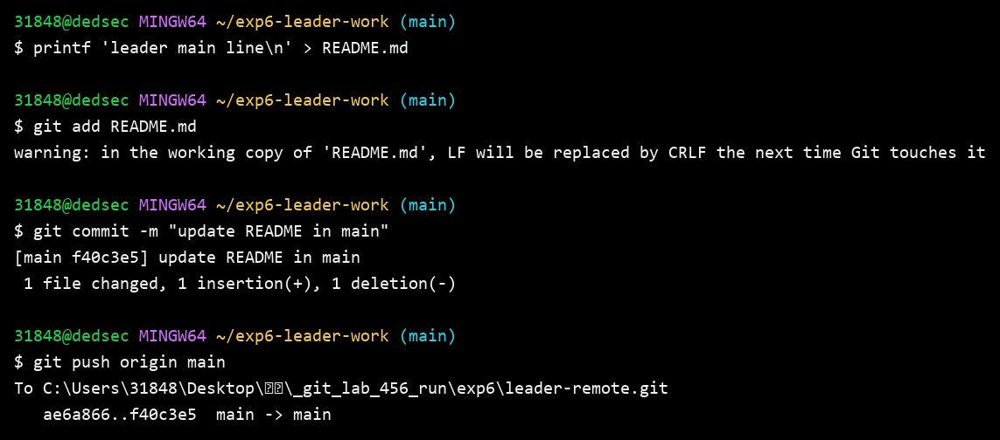 31848@dedsec MINGW64 ~/exp6-leader-work (main)
$ printf 'leader main line\n' > README.md
31848@dedsec MINGW64 ~/exp6-leader-work (main)
$ git add README.md
warning: in the working copy of 'README.md', LF will be replaced by CRLF the next time Git touches it
31848@dedsec MINGW64 ~/exp6-leader-work (main)
$ git commit -m "update README in main"
[main f40c3e5] update README in main
 1 file changed, 1 insertion(+), 1 deletion(-)
31848@dedsec MINGW64 ~/exp6-leader-work (main)
$ git push origin main
To C:\Users\31848\Desktop\\_git_lab_456_run\exp6\leader-remote.git
   ae6a866..f40c3e5  main -> main